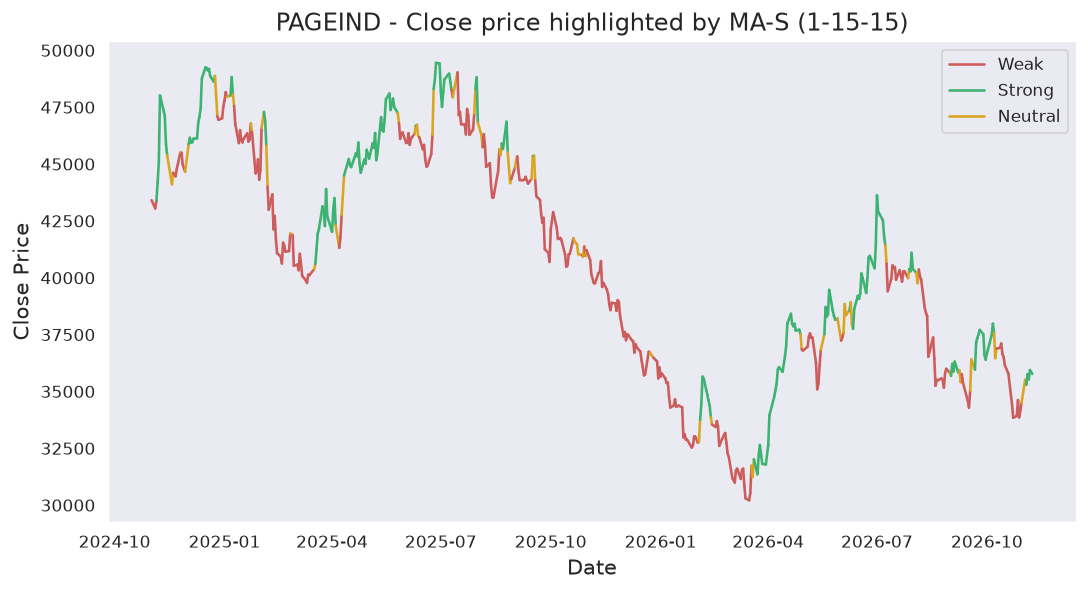 PAGEIND - Close price highlighted by MA-S (1-15-15)
Weak
Strong
Neutral
50000
47500
45000
42500
40000
37500
35000
32500
30000
Close Price
2024-10 2025-01 2025-04 2025-07 2025-10 2026-01 2026-04 2026-07 2026-10
Date